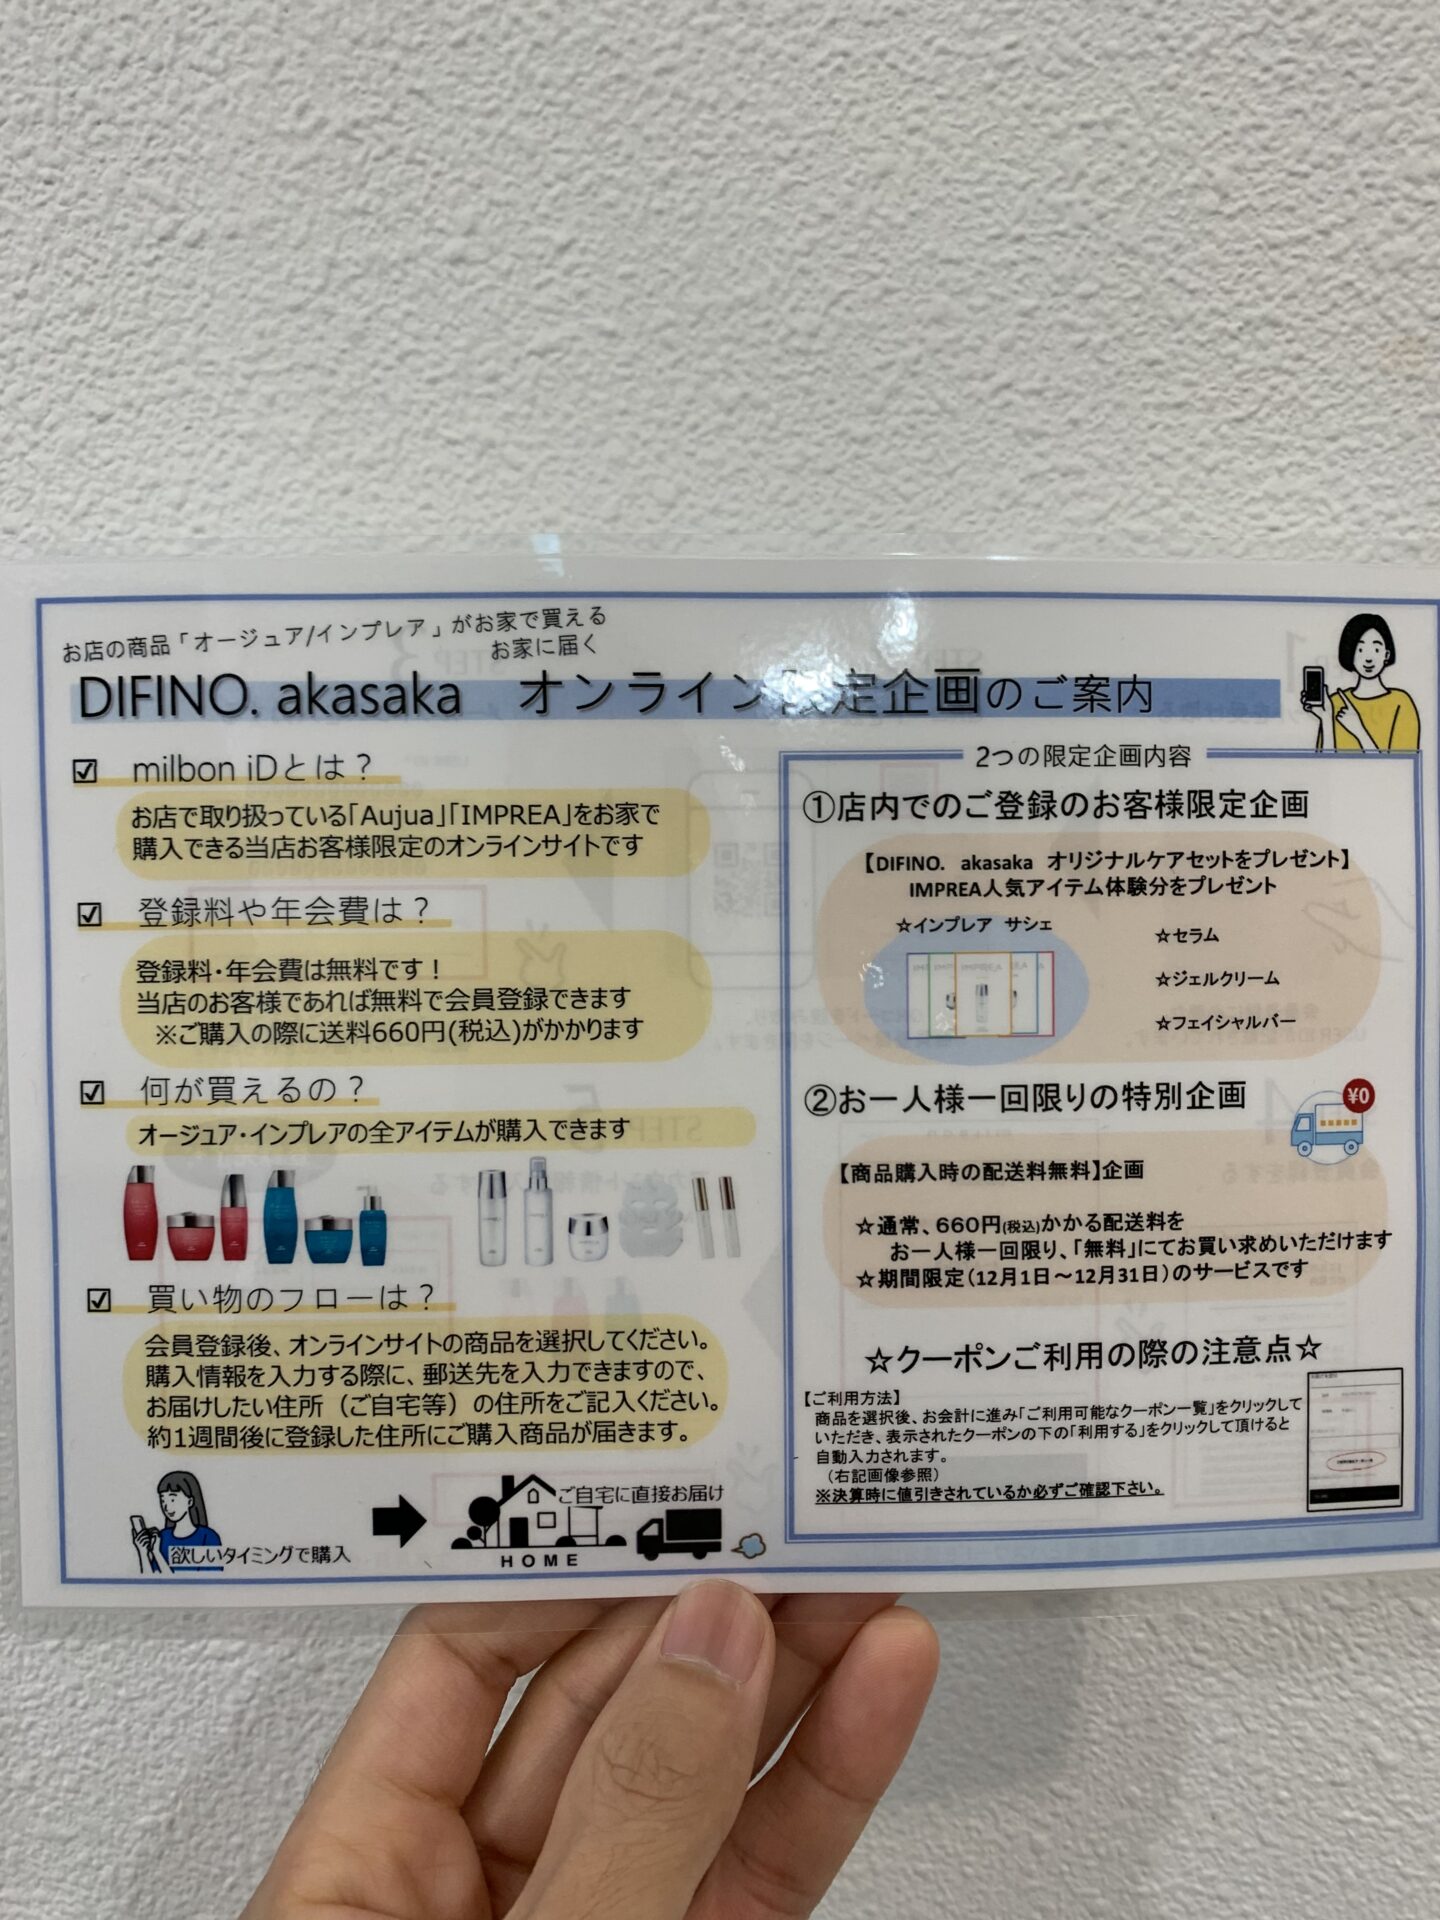 お店の商品「オージュア/インプレア」がお家で買える
お家に届く
DIFINO. akasaka オンライン限定企画のご案内
☑ milbon iDとは？
お店で取り扱っている「Aujua」「IMPREA」をお家で
購入できる当店お客様限定のオンラインサイトです
☑ 登録料や年会費は？
登録料・年会費は無料です！
当店のお客様であれば無料で会員登録できます
※ご購入の際に送料660円(税込)がかかります
☑ 何が買えるの？
オージュア・インプレアの全アイテムが購入できます
☑ 買い物のフローは？
会員登録後、オンラインサイトの商品を選択してください。
購入情報を入力する際に、郵送先を入力できますので、
お届けしたい住所（ご自宅等）の住所をご記入ください。
約1週間後に登録した住所にご購入商品が届きます。
欲しいタイミングで購入
ご自宅に直接お届け
HOME
2つの限定企画内容
①店内でのご登録のお客様限定企画
【DIFINO. akasaka オリジナルケアセットをプレゼント】
IMPREA人気アイテム体験分をプレゼント
☆インプレア サシェ
☆セラム
☆ジェルクリーム
☆フェイシャルバー
②お一人様一回限りの特別企画
¥0
【商品購入時の配送料無料】企画
☆通常、660円(税込)かかる配送料を
お一人様一回限り、「無料」にてお買い求めいただけます
☆期間限定（12月1日～12月31日）のサービスです
☆クーポンご利用の際の注意点☆
【ご利用方法】
商品を選択後、お会計に進み「ご利用可能なクーポン一覧」をクリックして
いただき、表示されたクーポンの下の「利用する」をクリックして頂けると
自動入力されます。
（右記画像参照）
※決算時に値引きされているか必ずご確認下さい。